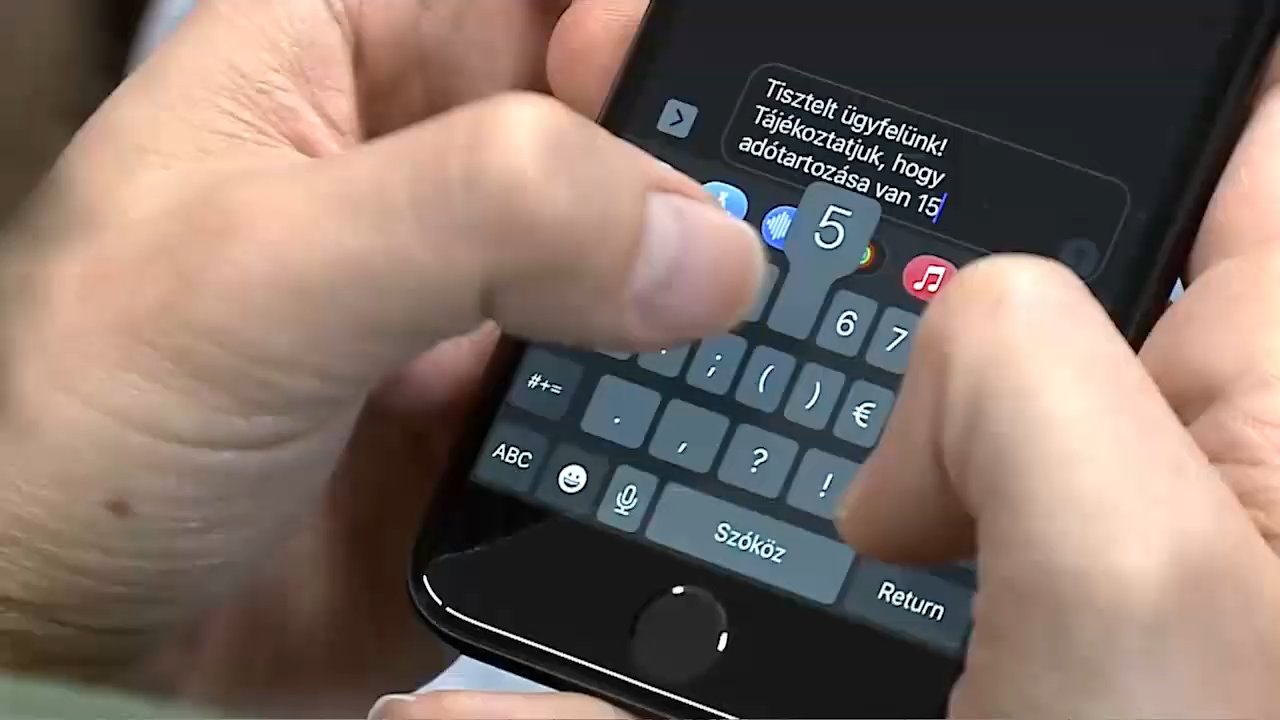 Tisztelt ügyfelünk!
Tájékoztatjuk, hogy
adótartozása van 15
5
6 7
; ( ) €
#+= . , ? !
ABC Szóköz Return